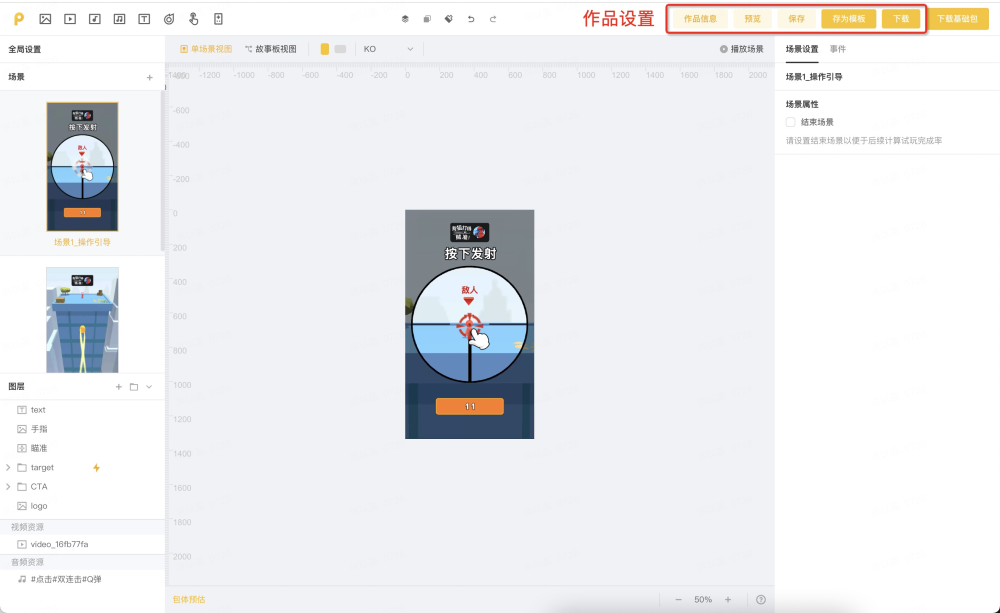 作品设置
作品信息 预览 保存 存为模板 下载 下载基础包
全局设置
单场景视图 故事板视图 KO 播放场景
场景设置 事件
场景
-1400 -1200 -1000 -800 -600 -400 -200 0 200 400 600 800 1000 1200 1400 1600 1800 2000
场景1_操作引导
场景属性
结束场景
请设置结束场景以便于后续计算试玩完成率
按下发射
敌人
11
场景1_操作引导
-600
-400
-200
0
200
400
600
800
1000
1200
1400
1600
1800
2000
按下发射
敌人
11
图层
text
手指
瞄准
target
CTA
logo
视频资源
video_16fb77fa
音频资源
#点击#双连击#Q弹
包体预估
50%